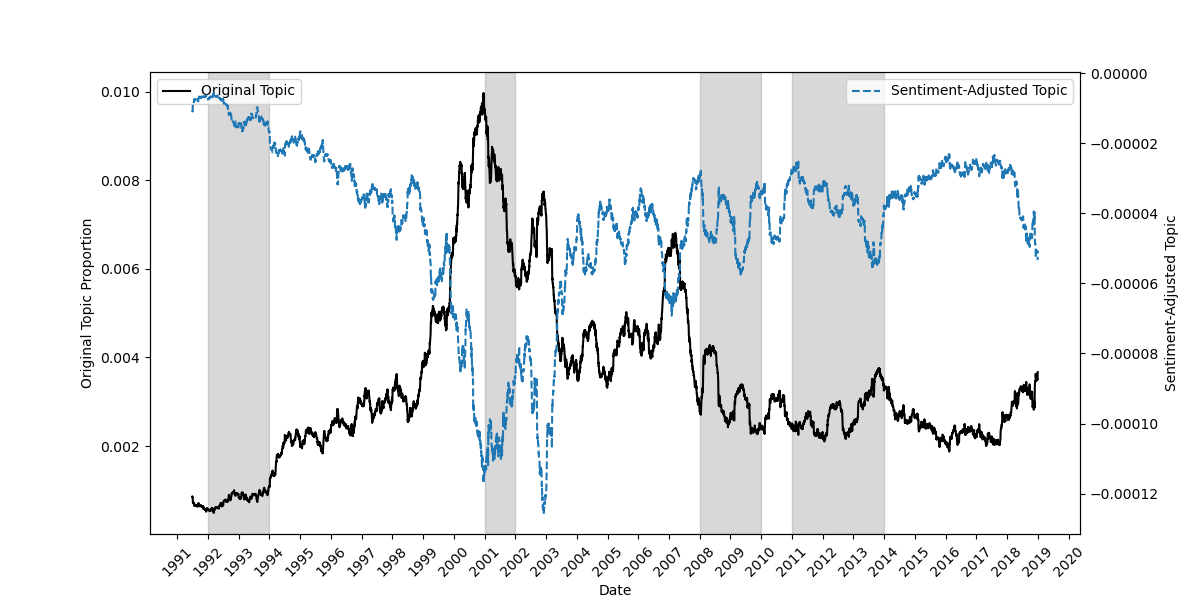 Original Topic
Sentiment-Adjusted Topic
0.010
0.008
0.006
0.004
0.002
Original Topic Proportion
0.00000
−0.00002
−0.00004
−0.00006
−0.00008
−0.00010
−0.00012
Sentiment-Adjusted Topic
1991 1992 1993 1994 1995 1996 1997 1998 1999 2000 2001 2002 2003 2004 2005 2006 2007 2008 2009 2010 2011 2012 2013 2014 2015 2016 2017 2018 2019 2020
Date